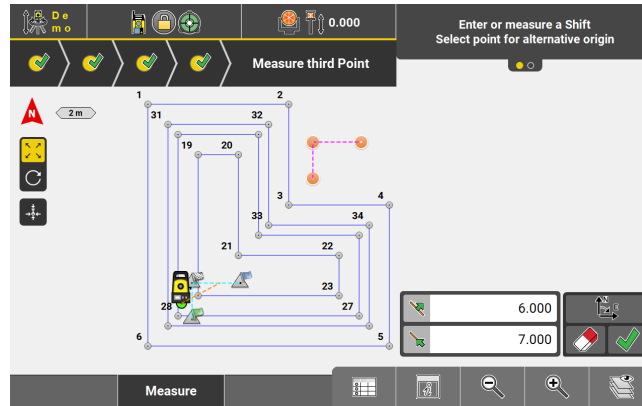 De
mo
0.000
Enter or measure a Shift
Select point for alternative origin
Measure third Point
N
2 m
1
2
31
32
19
20
3
4
33
34
21
22
23
28
27
6
5
6.000
N
E
7.000
Measure